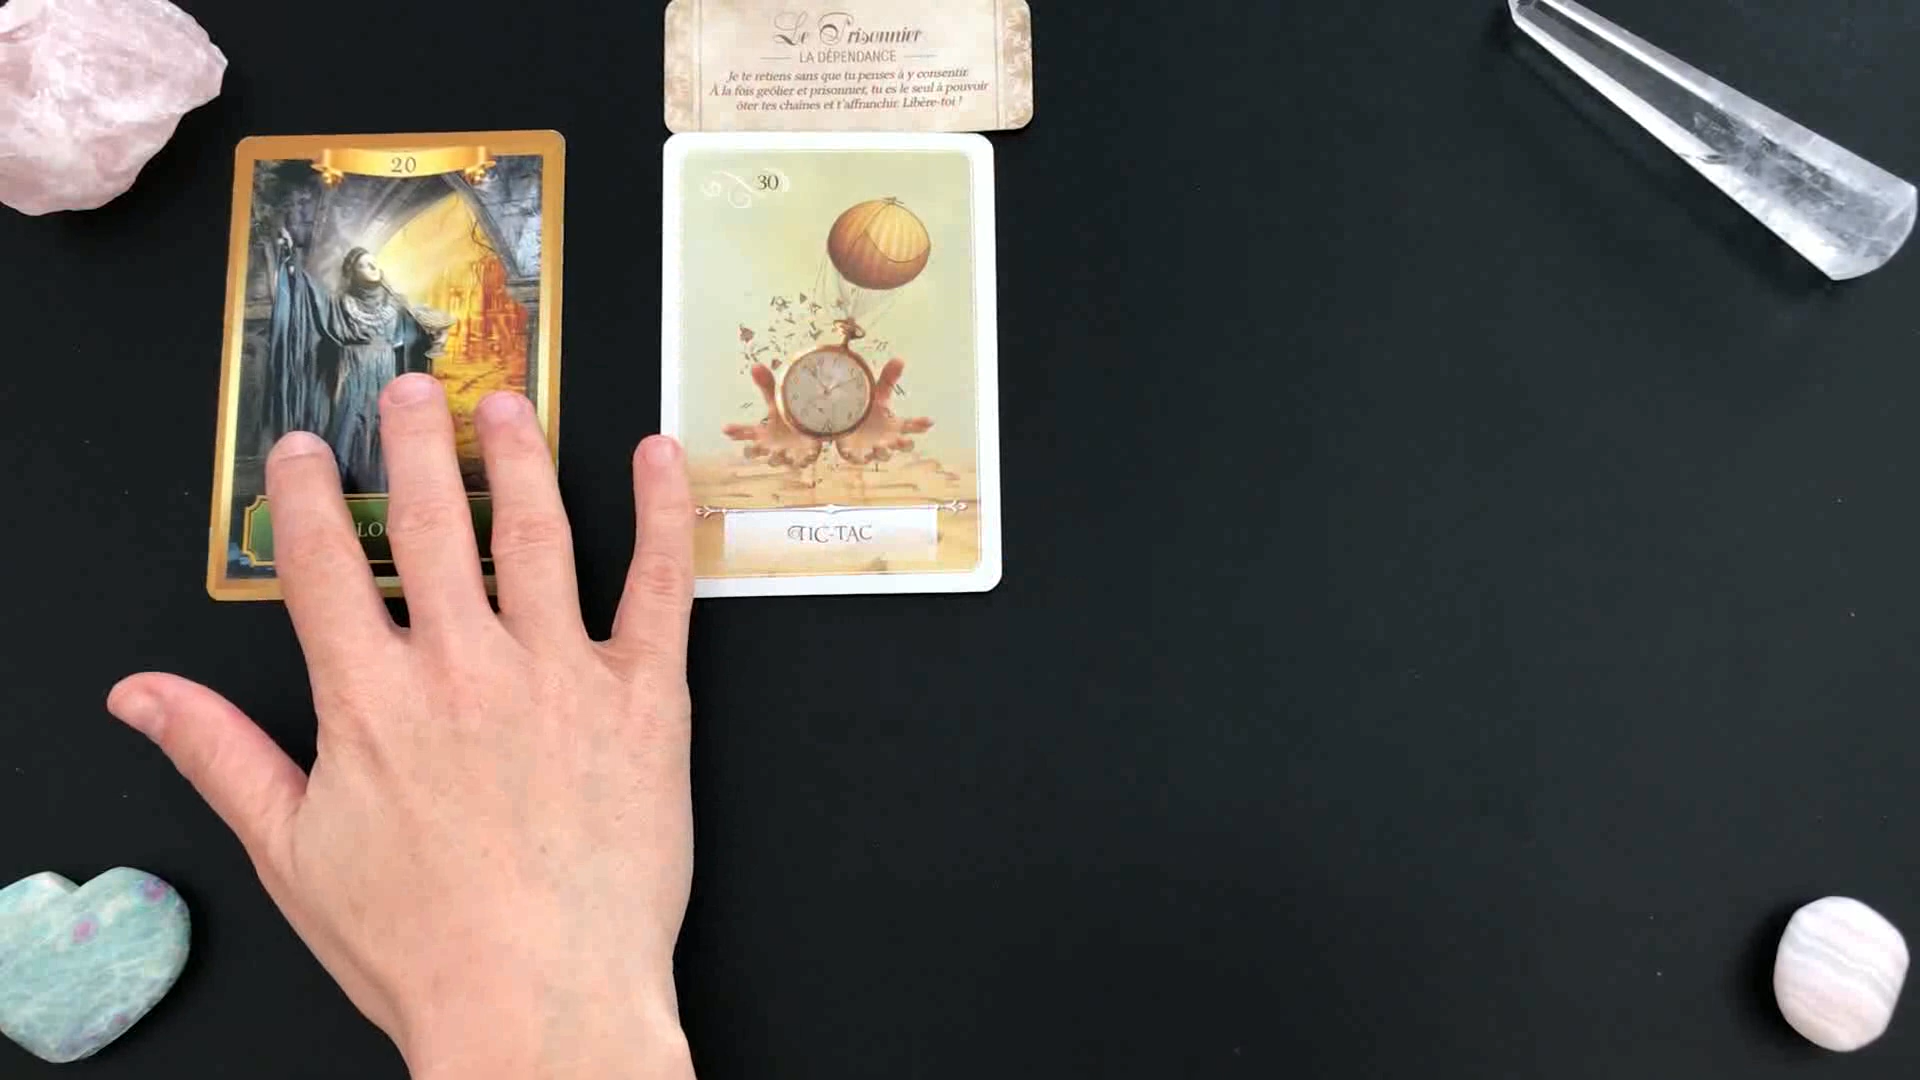 Le Prisonnier
LA DÉPENDANCE
Je te retiens sans que tu penses à y consentir.
À la fois geôlier et prisonnier, tu es le seul à pouvoir
ôter tes chaînes et t'affranchir. Libère-toi !
20
30
TIC-TAC